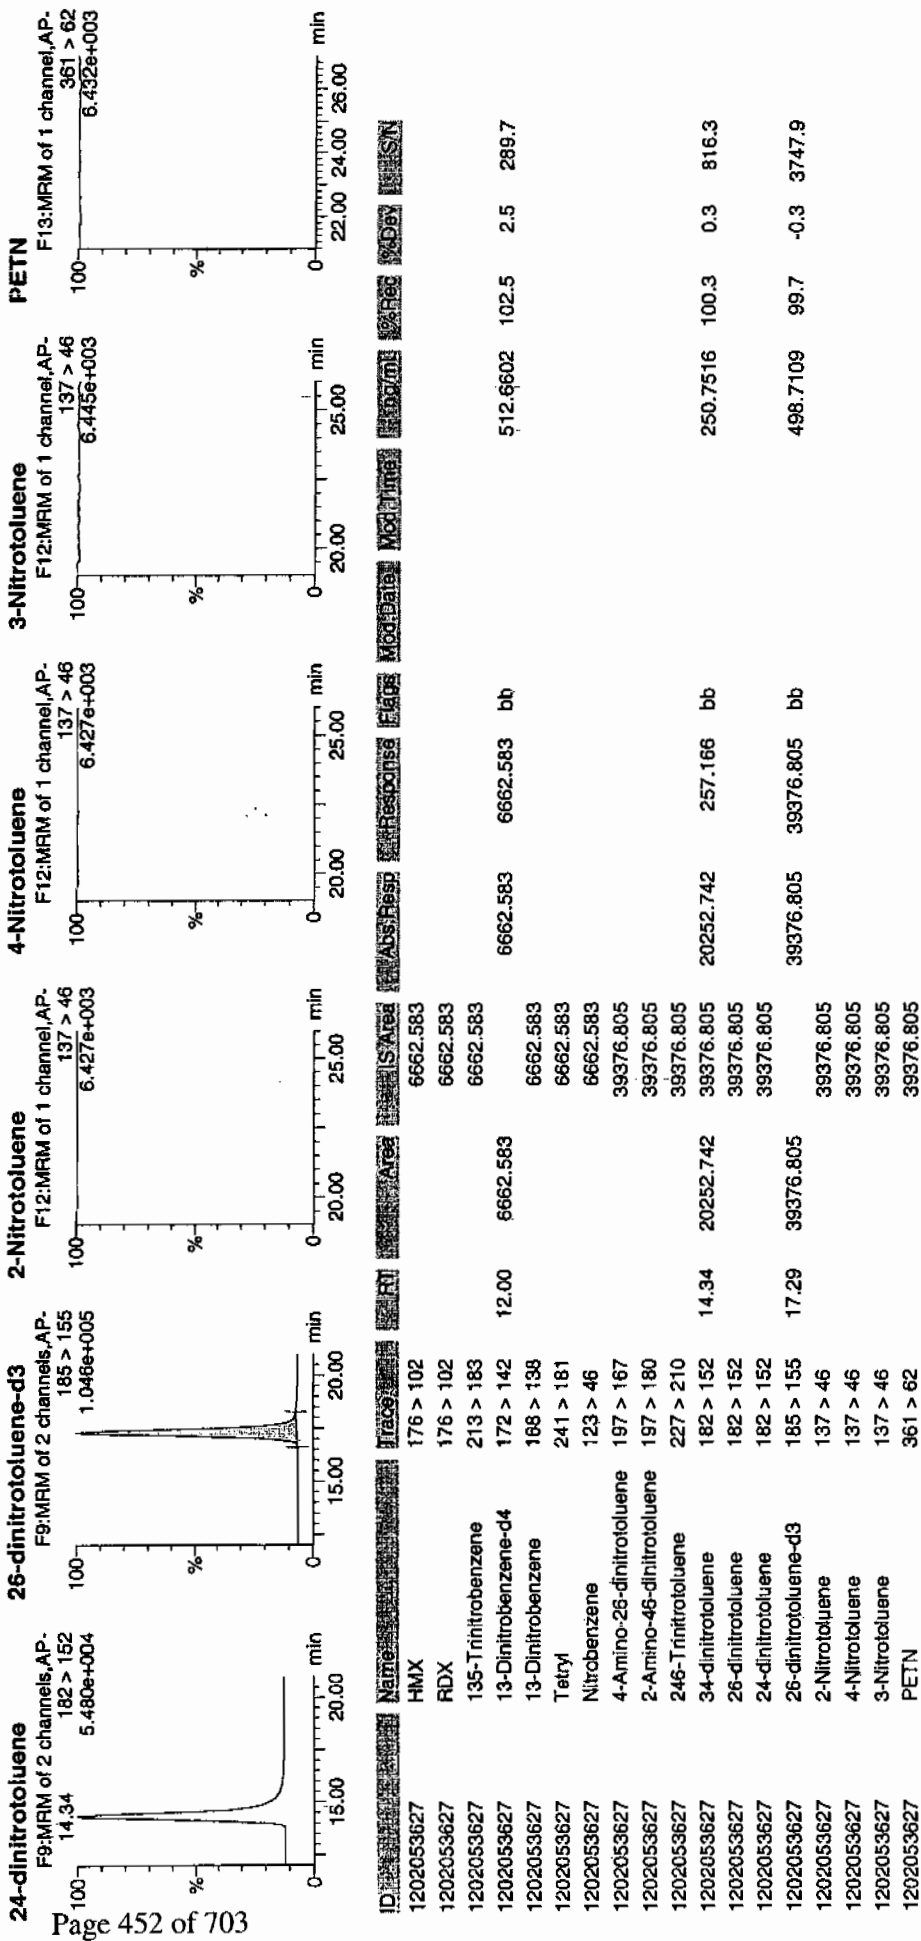 24-dinitrotoluene
F9:MRM of 2 channels,AP-
14.34 182 > 152
5.480e+004
100
%
0
15.00 20.00 min
26-dinitrotoluene-d3
F9:MRM of 2 channels,AP-
185 > 155
1.046e+005
100
%
0
15.00 20.00 min
2-Nitrotoluene
F12:MRM of 1 channel,AP-
137 > 46
6.427e+003
100
%
0
20.00 25.00 min
4-Nitrotoluene
F12:MRM of 1 channel,AP-
137 > 46
6.427e+003
100
%
0
20.00 25.00 min
3-Nitrotoluene
F12:MRM of 1 channel,AP-
137 > 46
6.445e+003
100
%
0
20.00 25.00 min
PETN
F13:MRM of 1 channel,AP-
361 > 62
6.432e+003
100
%
0
22.00 24.00 26.00 min
ID Name Trace RT Area IS Area Abs.Resp Response Flags Mod.Date Mod.Time ng/ml %Rec %Dev S/N
1202053627 HMX 176 > 102 6662.583
1202053627 RDX 176 > 102 6662.583
1202053627 135-Trinitrobenzene 213 > 183 6662.583
1202053627 13-Dinitrobenzene-d4 172 > 142 12.00 6662.583 6662.583 6662.583 bb 512.6602 102.5 2.5 289.7
1202053627 13-Dinitrobenzene 168 > 138 6662.583
1202053627 Tetryl 241 > 181 6662.583
1202053627 Nitrobenzene 123 > 46 6662.583
1202053627 4-Amino-26-dinitrotoluene 197 > 167 39376.805
1202053627 2-Amino-46-dinitrotoluene 197 > 180 39376.805
1202053627 246-Trinitrotoluene 227 > 210 39376.805
1202053627 34-dinitrotoluene 182 > 152 14.34 20252.742 39376.805 20252.742 257.166 bb 250.7516 100.3 0.3 816.3
1202053627 26-dinitrotoluene 182 > 152 39376.805
1202053627 24-dinitrotoluene 182 > 152 39376.805
1202053627 26-dinitrotoluene-d3 185 > 155 17.29 39376.805 39376.805 39376.805 bb 498.7109 99.7 -0.3 3747.9
1202053627 2-Nitrotoluene 137 > 46 39376.805
1202053627 4-Nitrotoluene 137 > 46 39376.805
1202053627 3-Nitrotoluene 137 > 46 39376.805
1202053627 PETN 361 > 62 39376.805
Page 452 of 703